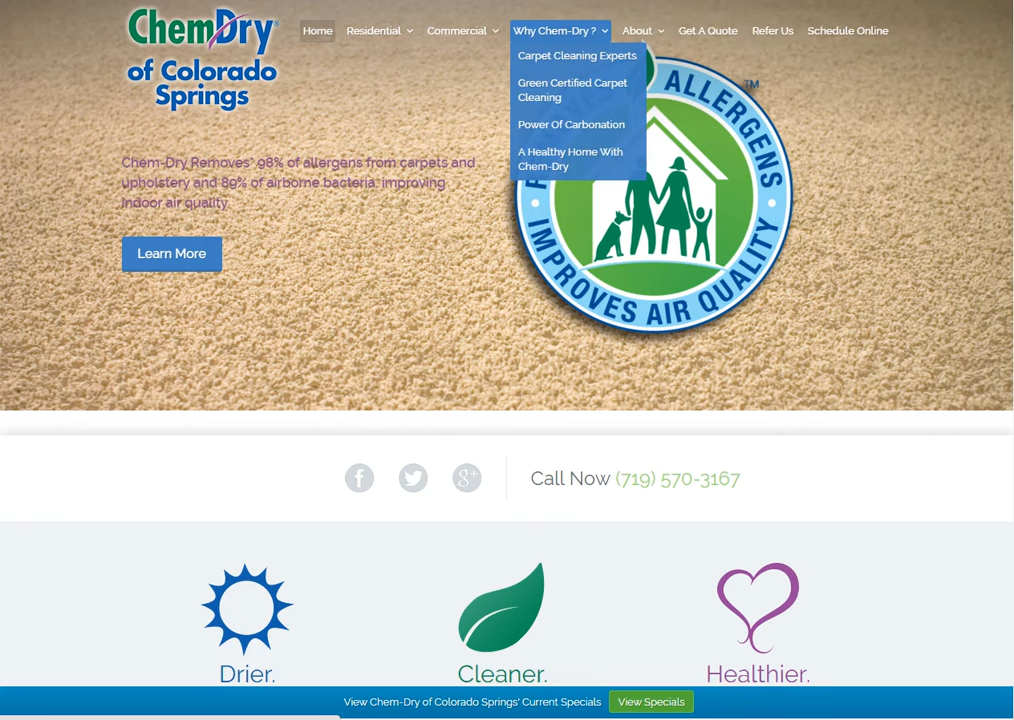 ChemDry®
of Colorado
Springs
Home
Residential
Commercial
Why Chem-Dry ?
About
Get A Quote
Refer Us
Schedule Online
Carpet Cleaning Experts
Green Certified Carpet
Cleaning
Power Of Carbonation
A Healthy Home With
Chem-Dry
ALLERGENS
TM
IMPROVES AIR QUALITY
Chem-Dry Removes* 98% of allergens from carpets and
upholstery and 89% of airborne bacteria, improving
indoor air quality.
Learn More
f
g+
Call Now (719) 570-3167
Drier.
Cleaner.
Healthier.
View Chem-Dry of Colorado Springs' Current Specials
View Specials